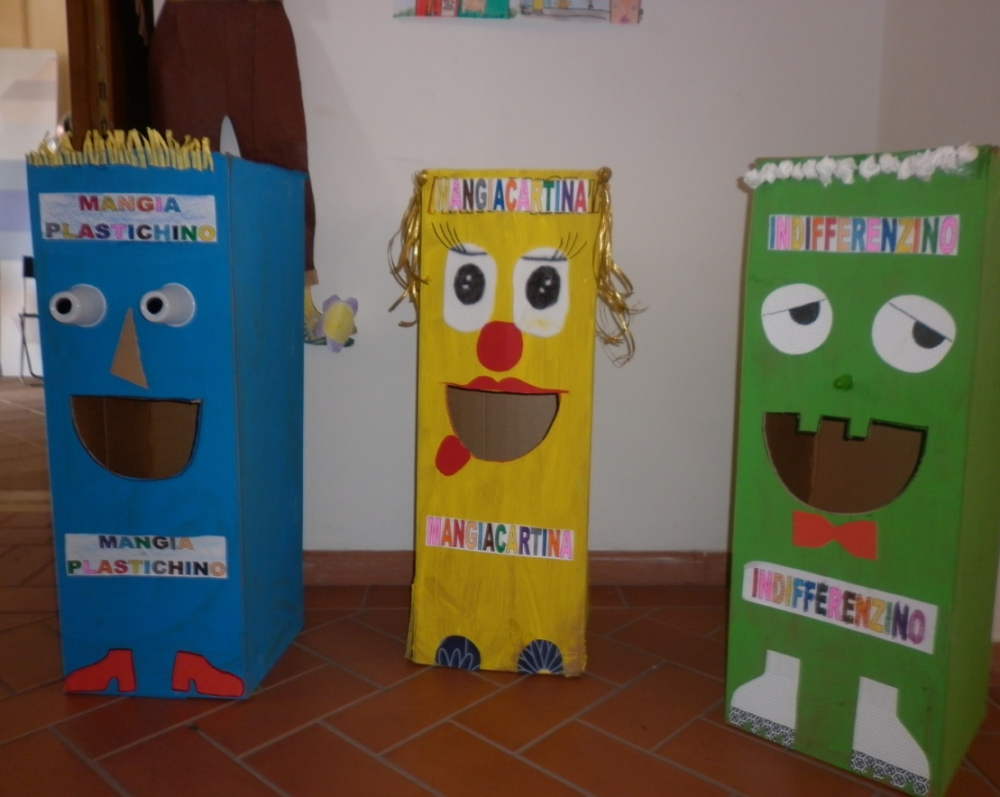 MANGIA
PLASTICHINO
MANGIACARTINA
INDIFFERENZINO
MANGIA
PLASTICHINO
MANGIACARTINA
INDIFFERENZINO